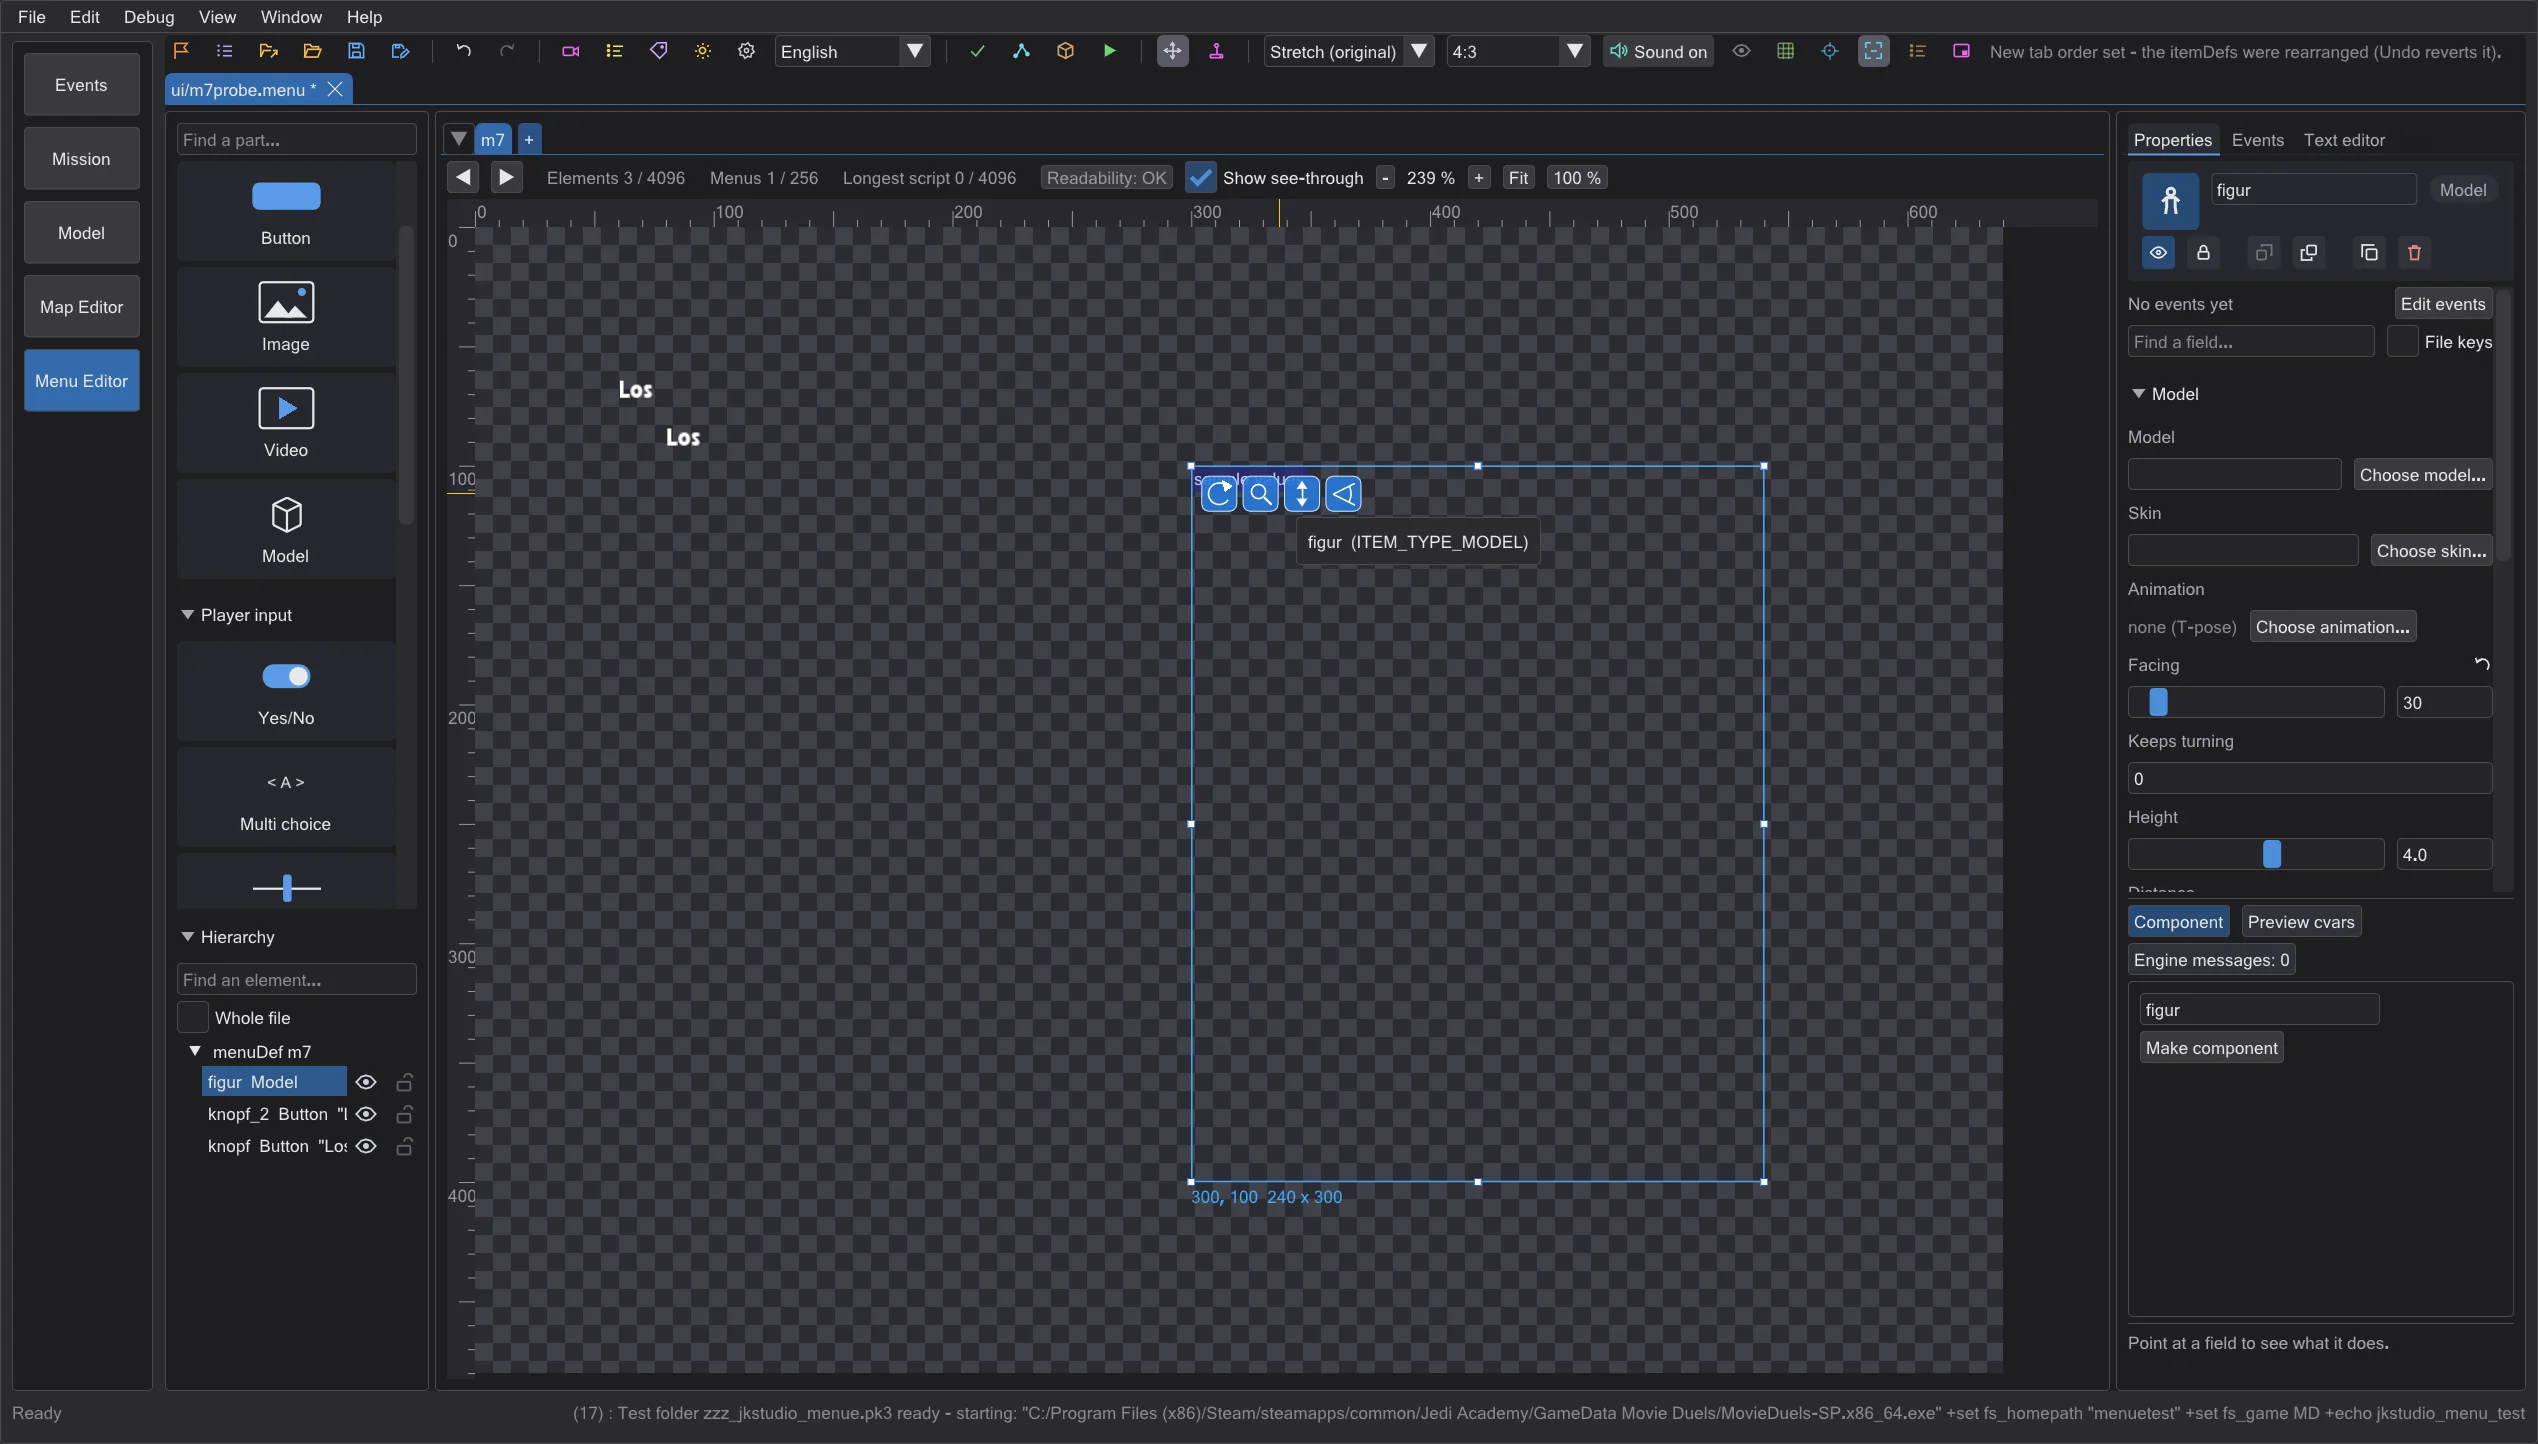 File Edit Debug View Window Help
English
Stretch (original)
4:3
Sound on
New tab order set - the itemDefs were rearranged (Undo reverts it).
Events
Mission
Model
Map Editor
Menu Editor
ui/m7probe.menu *
Find a part...
Button
Image
Video
Model
Player input
Yes/No
< A >
Multi choice
Hierarchy
Find an element...
Whole file
menuDef m7
figur Model
knopf_2 Button "l
knopf Button "Los
m7 +
Elements 3 / 4096 Menus 1 / 256 Longest script 0 / 4096 Readability: OK Show see-through - 239 % + Fit 100 %
0 100 200 300 400 500 600
0
100
200
300
400
Los
Los
figur (ITEM_TYPE_MODEL)
300, 100 240 x 300
Properties Events Text editor
figur Model
No events yet Edit events
Find a field... File keys
Model
Model
Choose model...
Skin
Choose skin...
Animation
none (T-pose) Choose animation...
Facing
30
Keeps turning
0
Height
4.0
Distance
Component Preview cvars
Engine messages: 0
figur
Make component
Point at a field to see what it does.
Ready
(17) : Test folder zzz_jkstudio_menue.pk3 ready - starting: "C:/Program Files (x86)/Steam/steamapps/common/Jedi Academy/GameData Movie Duels/MovieDuels-SP.x86_64.exe" +set fs_homepath "menuetest" +set fs_game MD +echo jkstudio_menu_test